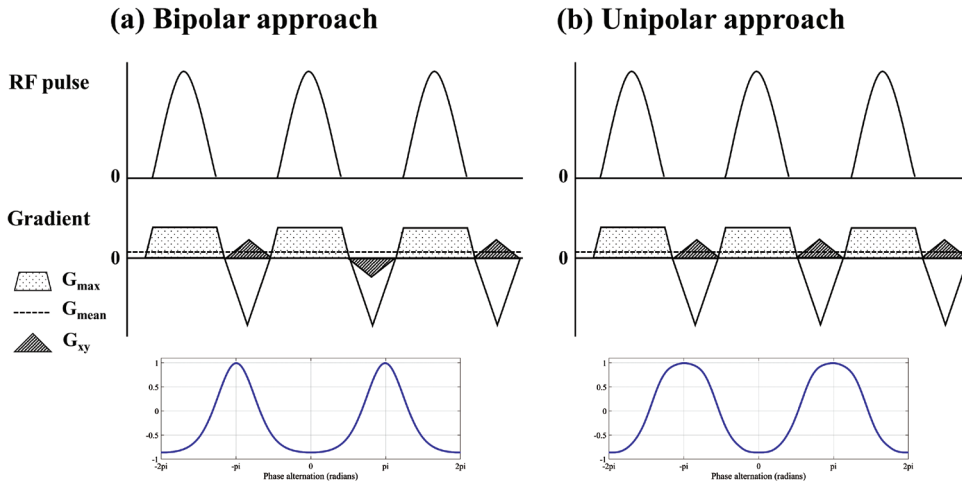 (a) Bipolar approach
(b) Unipolar approach
RF pulse
0
0
Gradient
0
0
Gmax
Gmean
Gxy
1
0.5
0
-0.5
-1
-2pi -pi 0 pi 2pi
Phase alternation (radians)
1
0.5
0
-0.5
-1
-2pi -pi 0 pi 2pi
Phase alternation (radians)